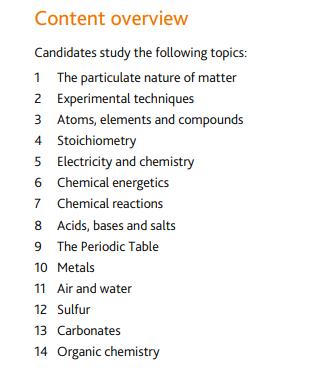 Content overview
Candidates study the following topics:
1 The particulate nature of matter
2 Experimental techniques
3 Atoms, elements and compounds
4 Stoichiometry
5 Electricity and chemistry
6 Chemical energetics
7 Chemical reactions
8 Acids, bases and salts
9 The Periodic Table
10 Metals
11 Air and water
12 Sulfur
13 Carbonates
14 Organic chemistry